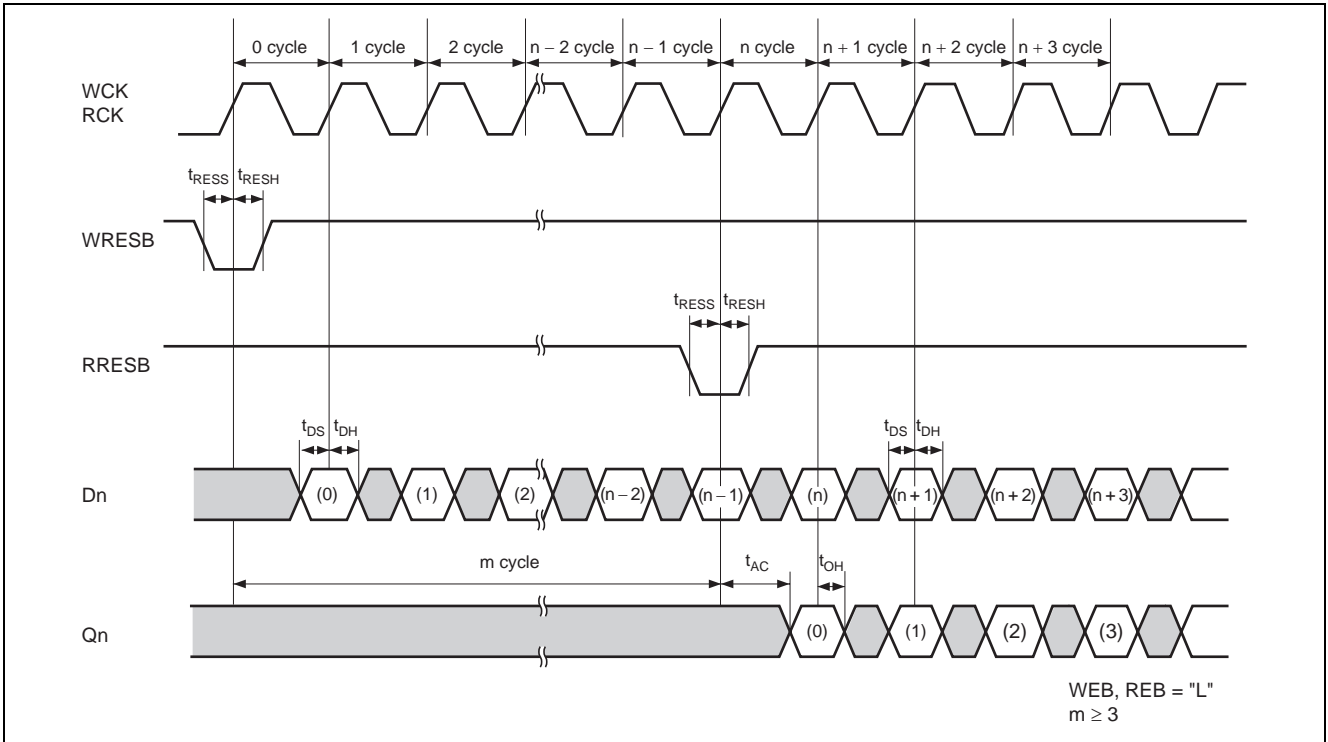 0 cycle 1 cycle 2 cycle n − 2 cycle n − 1 cycle n cycle n + 1 cycle n + 2 cycle n + 3 cycle
WCK
RCK
tRESS tRESH
WRESB
tRESS tRESH
RRESB
tDS tDH tDS tDH
Dn (0) (1) (2) (n − 2) (n − 1) (n) (n + 1) (n + 2) (n + 3)
m cycle tAC tOH
Qn (0) (1) (2) (3)
WEB, REB = "L"
m ≥ 3